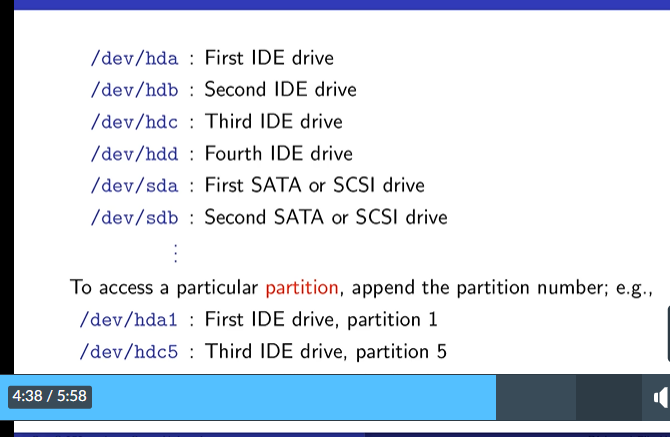 /dev/hda : First IDE drive
/dev/hdb : Second IDE drive
/dev/hdc : Third IDE drive
/dev/hdd : Fourth IDE drive
/dev/sda : First SATA or SCSI drive
/dev/sdb : Second SATA or SCSI drive
⋮
To access a particular partition, append the partition number; e.g.,
/dev/hda1 : First IDE drive, partition 1
/dev/hdc5 : Third IDE drive, partition 5
4:38 / 5:58